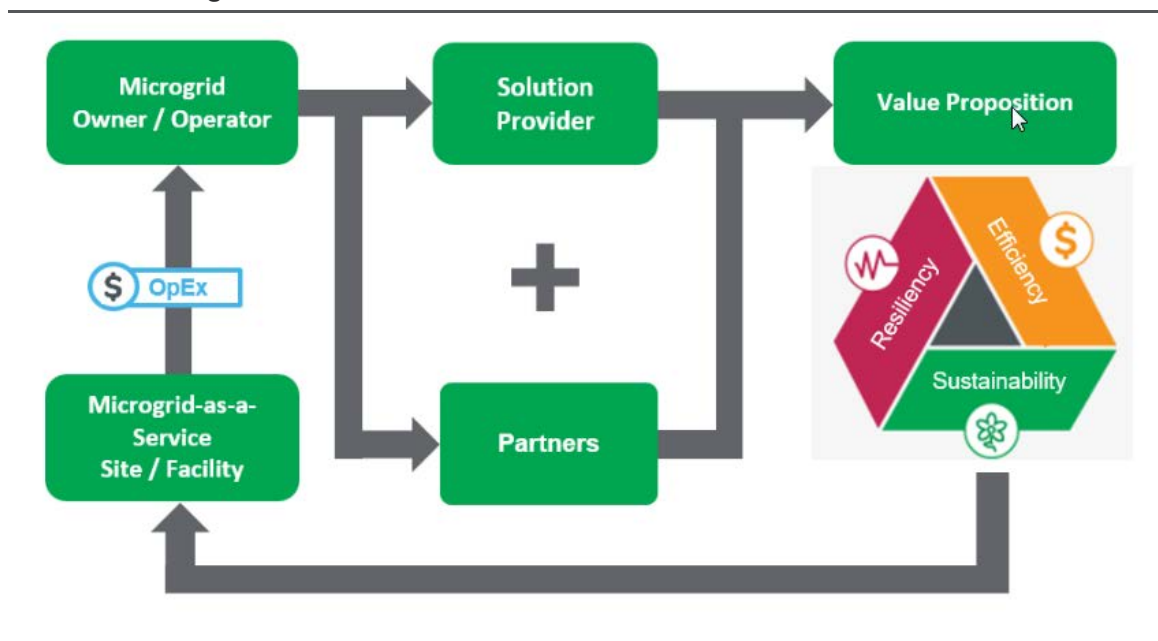 Microgrid
Owner / Operator
Solution
Provider
Value Proposition
$ OpEx
Resiliency
Efficiency
$
Sustainability
Microgrid-as-a-
Service
Site / Facility
Partners